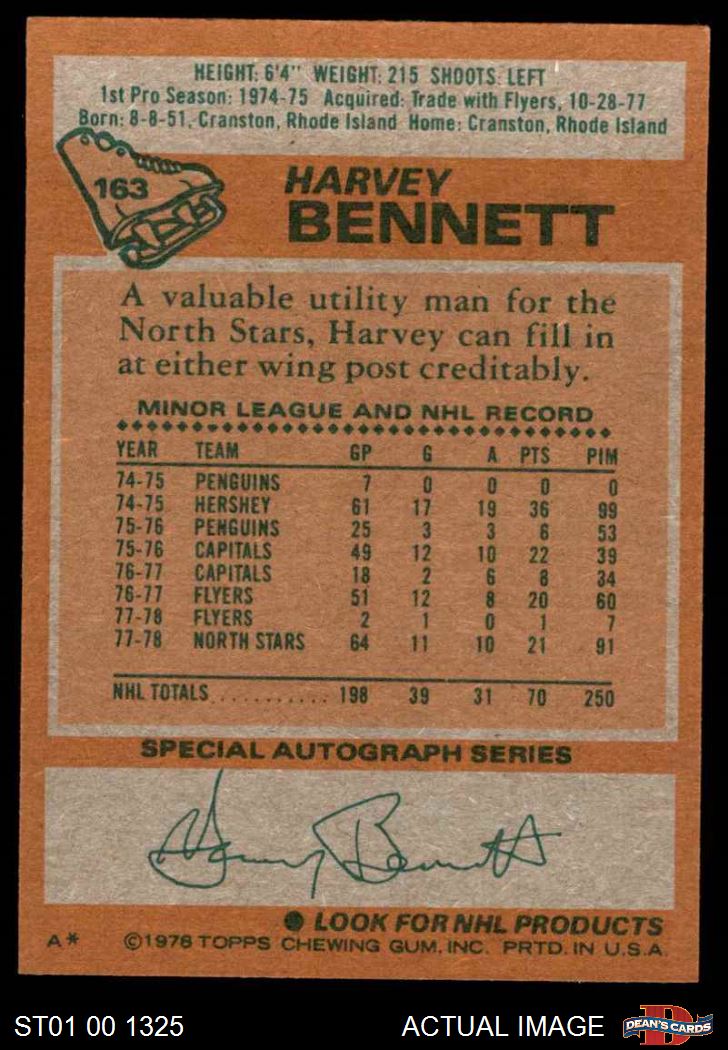 HEIGHT: 6'4" WEIGHT: 215 SHOOTS: LEFT
1st Pro Season: 1974-75 Acquired: Trade with Flyers, 10-28-77
Born: 8-8-51, Cranston, Rhode Island Home: Cranston, Rhode Island
163
HARVEY
BENNETT
A valuable utility man for the
North Stars, Harvey can fill in
at either wing post creditably.
MINOR LEAGUE AND NHL RECORD
YEAR TEAM GP G A PTS PIM
74-75 PENGUINS 7 0 0 0 0
74-75 HERSHEY 61 17 19 36 99
75-76 PENGUINS 25 3 3 6 53
75-76 CAPITALS 49 12 10 22 39
76-77 CAPITALS 18 2 6 8 34
76-77 FLYERS 51 12 8 20 60
77-78 FLYERS 2 1 0 1 7
77-78 NORTH STARS 64 11 10 21 91
NHL TOTALS ........... 198 39 31 70 250
SPECIAL AUTOGRAPH SERIES
Harvey Bennett
● LOOK FOR NHL PRODUCTS
A* ©1978 TOPPS CHEWING GUM, INC. PRTD. IN U.S.A.
ST01 00 1325 ACTUAL IMAGE D DEAN'S CARDS